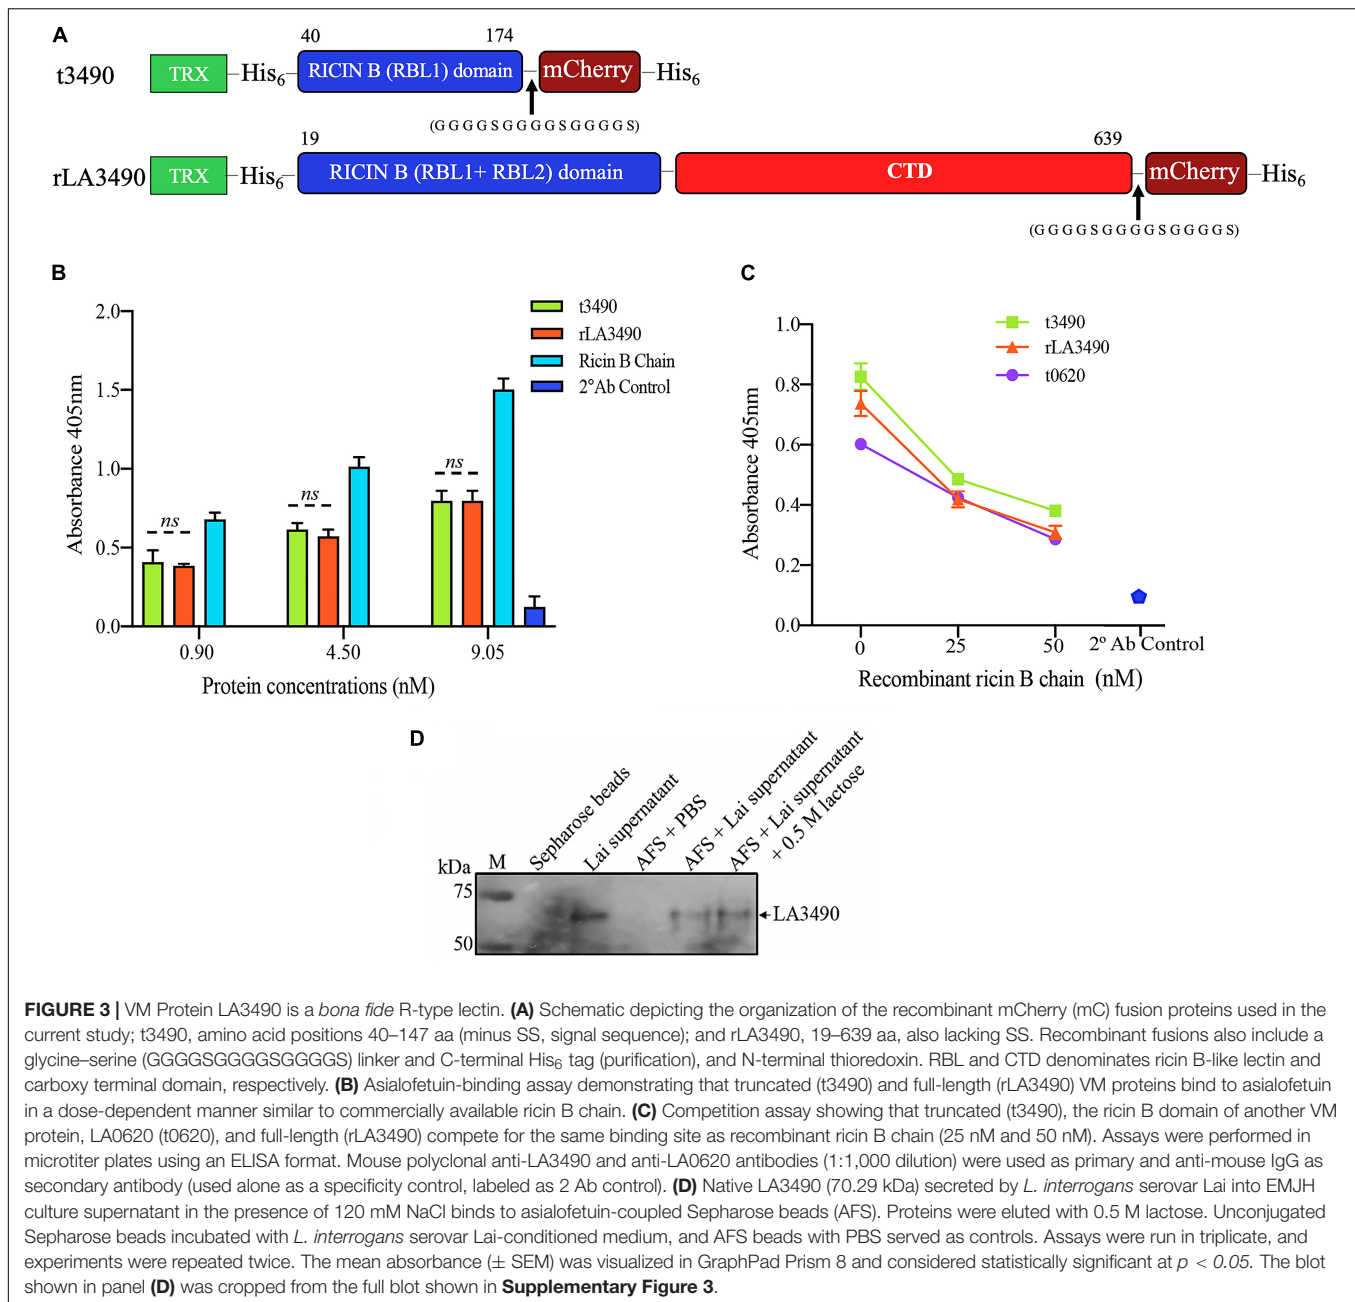 A
40 174
t3490 TRX His6 RICIN B (RBL1) domain mCherry His6
(G G G G S G G G G S G G G G S)
19 639
rLA3490 TRX His6 RICIN B (RBL1+ RBL2) domain CTD mCherry His6
(G G G G S G G G G S G G G G S)
B
Absorbance 405nm
2.0
1.5
1.0
0.5
0.0
t3490
rLA3490
Ricin B Chain
2°Ab Control
ns
ns
ns
0.90 4.50 9.05
Protein concentrations (nM)
C
Absorbance 405nm
1.0
0.8
0.6
0.4
0.2
0.0
t3490
rLA3490
t0620
0 25 50 2° Ab Control
Recombinant ricin B chain (nM)
D
kDa M Sepharose beads Lai supernatant AFS + PBS AFS + Lai supernatant AFS + Lai supernatant
+ 0.5 M lactose
75
50
LA3490
FIGURE 3 | VM Protein LA3490 is a bona fide R-type lectin. (A) Schematic depicting the organization of the recombinant mCherry (mC) fusion proteins used in the
current study; t3490, amino acid positions 40–147 aa (minus SS, signal sequence); and rLA3490, 19–639 aa, also lacking SS. Recombinant fusions also include a
glycine–serine (GGGGSGGGGSGGGGS) linker and C-terminal His6 tag (purification), and N-terminal thioredoxin. RBL and CTD denominates ricin B-like lectin and
carboxy terminal domain, respectively. (B) Asialofetuin-binding assay demonstrating that truncated (t3490) and full-length (rLA3490) VM proteins bind to asialofetuin
in a dose-dependent manner similar to commercially available ricin B chain. (C) Competition assay showing that truncated (t3490), the ricin B domain of another VM
protein, LA0620 (t0620), and full-length (rLA3490) compete for the same binding site as recombinant ricin B chain (25 nM and 50 nM). Assays were performed in
microtiter plates using an ELISA format. Mouse polyclonal anti-LA3490 and anti-LA0620 antibodies (1:1,000 dilution) were used as primary and anti-mouse IgG as
secondary antibody (used alone as a specificity control, labeled as 2 Ab control). (D) Native LA3490 (70.29 kDa) secreted by L. interrogans serovar Lai into EMJH
culture supernatant in the presence of 120 mM NaCl binds to asialofetuin-coupled Sepharose beads (AFS). Proteins were eluted with 0.5 M lactose. Unconjugated
Sepharose beads incubated with L. interrogans serovar Lai-conditioned medium, and AFS beads with PBS served as controls. Assays were run in triplicate, and
experiments were repeated twice. The mean absorbance (± SEM) was visualized in GraphPad Prism 8 and considered statistically significant at p < 0.05. The blot
shown in panel (D) was cropped from the full blot shown in Supplementary Figure 3.